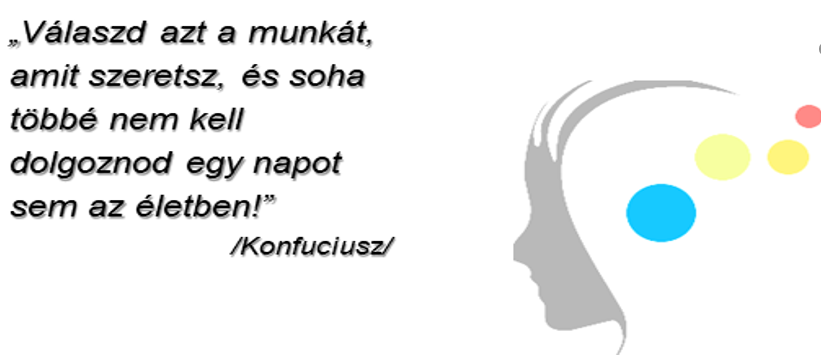 „Válaszd azt a munkát,
amit szeretsz, és soha
többé nem kell
dolgoznod egy napot
sem az életben!”
/Konfuciusz/